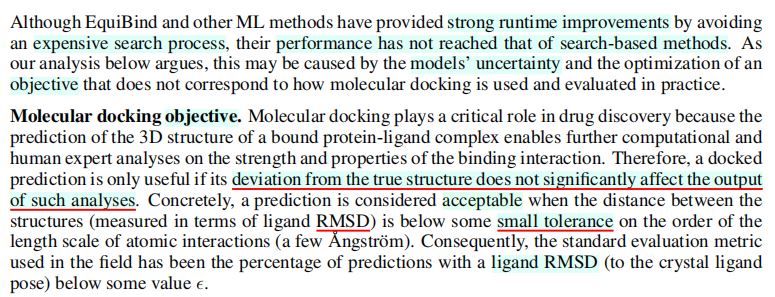 Although EquiBind and other ML methods have provided strong runtime improvements by avoiding
an expensive search process, their performance has not reached that of search-based methods. As
our analysis below argues, this may be caused by the models' uncertainty and the optimization of an
objective that does not correspond to how molecular docking is used and evaluated in practice.
Molecular docking objective. Molecular docking plays a critical role in drug discovery because the
prediction of the 3D structure of a bound protein-ligand complex enables further computational and
human expert analyses on the strength and properties of the binding interaction. Therefore, a docked
prediction is only useful if its deviation from the true structure does not significantly affect the output
of such analyses. Concretely, a prediction is considered acceptable when the distance between the
structures (measured in terms of ligand RMSD) is below some small tolerance on the order of the
length scale of atomic interactions (a few Ångström). Consequently, the standard evaluation metric
used in the field has been the percentage of predictions with a ligand RMSD (to the crystal ligand
pose) below some value ϵ.